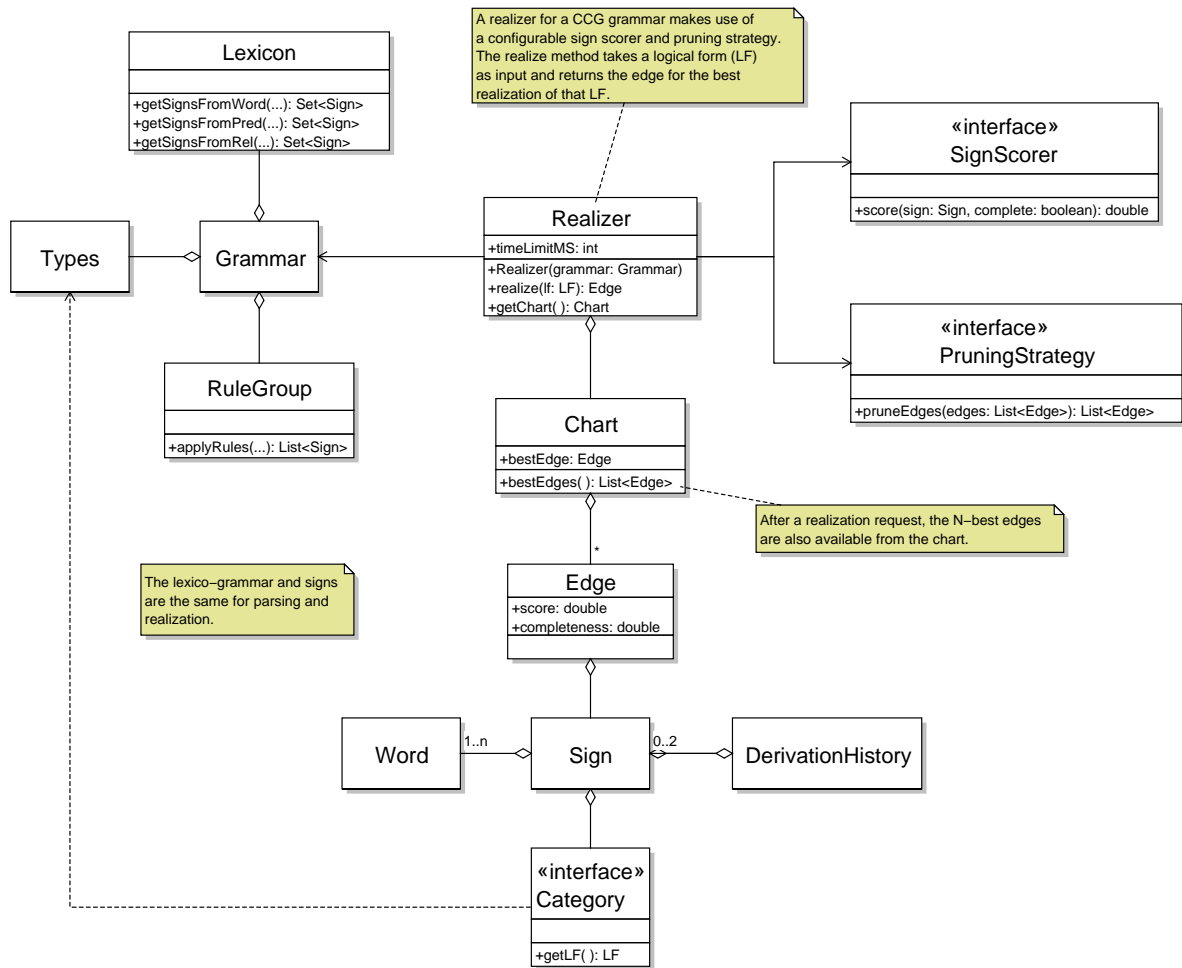 A realizer for a CCG grammar makes use of
a configurable sign scorer and pruning strategy.
The realize method takes a logical form (LF)
as input and returns the edge for the best
realization of that LF.
Lexicon
+getSignsFromWord(...): Set<Sign>
+getSignsFromPred(...): Set<Sign>
+getSignsFromRel(...): Set<Sign>
«interface»
SignScorer
+score(sign: Sign, complete: boolean): double
Types
Grammar
Realizer
+timeLimitMS: int
+Realizer(grammar: Grammar)
+realize(lf: LF): Edge
+getChart( ): Chart
«interface»
PruningStrategy
+pruneEdges(edges: List<Edge>): List<Edge>
RuleGroup
+applyRules(...): List<Sign>
Chart
+bestEdge: Edge
+bestEdges( ): List<Edge>
After a realization request, the N−best edges
are also available from the chart.
*
The lexico−grammar and signs
are the same for parsing and
realization.
Edge
+score: double
+completeness: double
Word
1..n
Sign
0..2
DerivationHistory
«interface»
Category
+getLF( ): LF